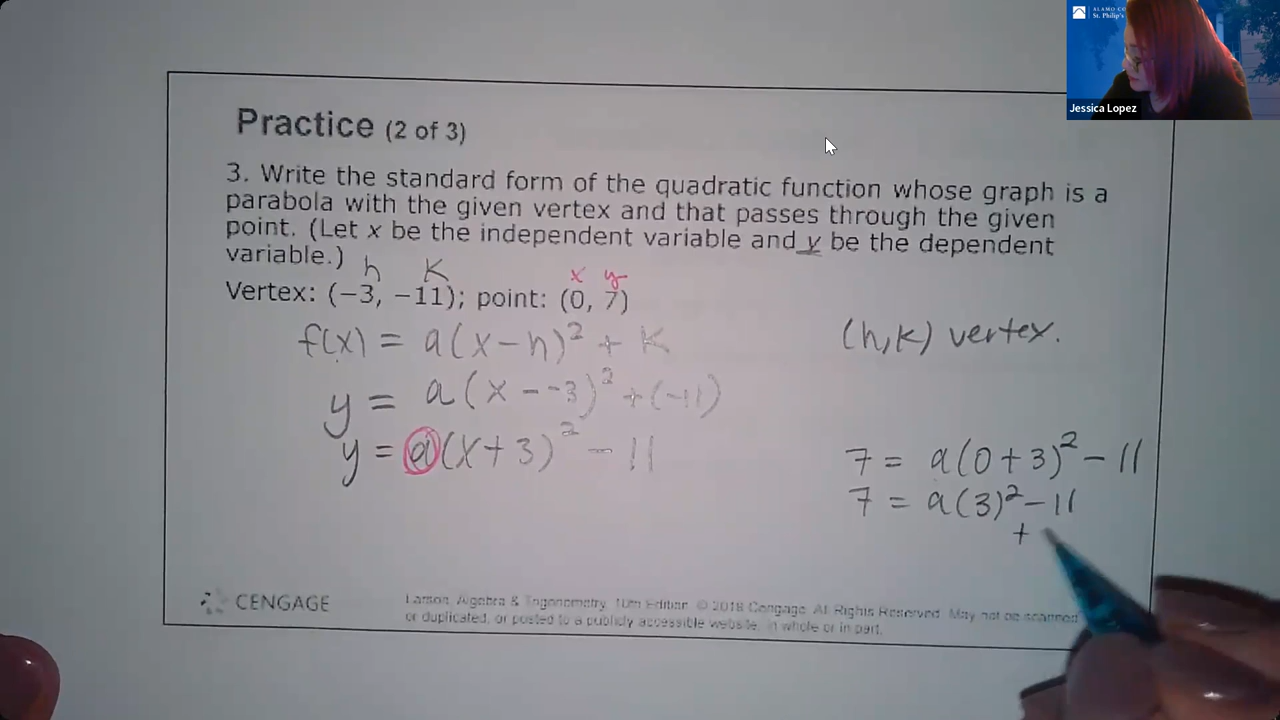 ALAMO CO
St. Philip's
Jessica Lopez
Practice (2 of 3)
3. Write the standard form of the quadratic function whose graph is a
parabola with the given vertex and that passes through the given
point. (Let x be the independent variable and y be the dependent
variable.)
h K x y
Vertex: (−3, −11); point: (0, 7)
f(x) = a(x-h)² + K
(h,k) vertex.
y = a(x--3)² +(-11)
y = a(x+3)² - 11
7 = a(0+3)² - 11
7 = a(3)² - 11
+
CENGAGE
Larson, Algebra & Trigonometry, 10th Edition. © 2018 Cengage. All Rights Reserved. May not be scanned
or duplicated, or posted to a publicly accessible website, in whole or in part.